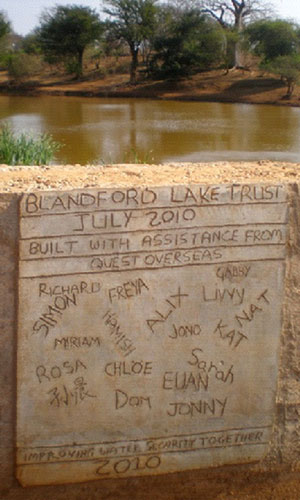 BLANDFORD LAKE TRUST
JULY 2010
BUILT WITH ASSISTANCE FROM
QUEST OVERSEAS
GABBY
RICHARD FREYA ALIX LIVVY NAT
SIMON HAMISH JONO KAT
MIRIAM
ROSA CHLOE Sarah
EUAN
Dom JONNY
IMPROVING WATER SECURITY TOGETHER
2010